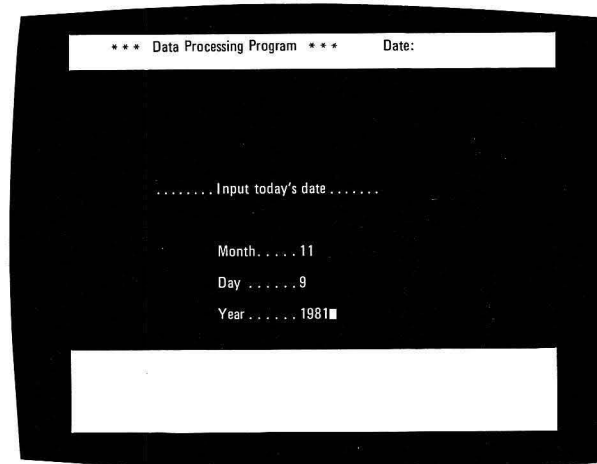 * * * Data Processing Program * * * Date:
........Input today's date.......
Month.....11
Day ......9
Year......1981